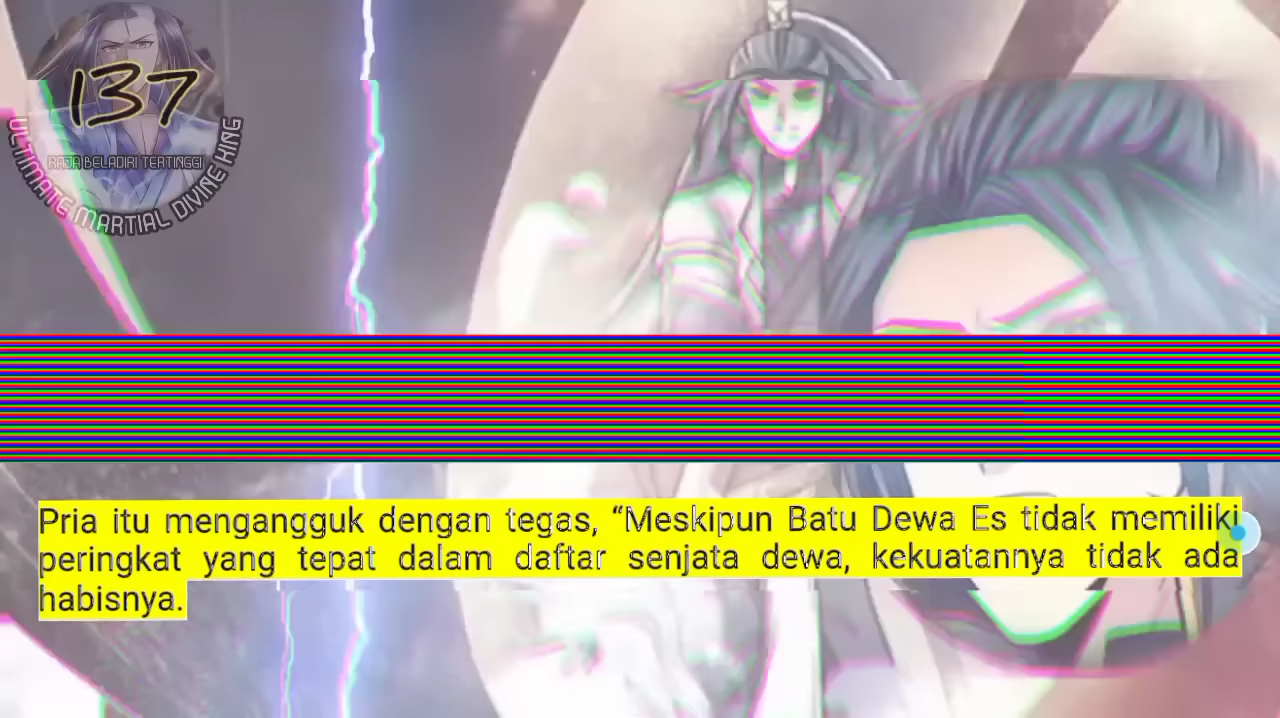 137
RAJA BELADIRI TERTINGGI
ULTIMATE MARTIAL DIVINE KING
Pria itu mengangguk dengan tegas, “Meskipun Batu Dewa Es tidak memiliki
peringkat yang tepat dalam daftar senjata dewa, kekuatannya tidak ada
habisnya.